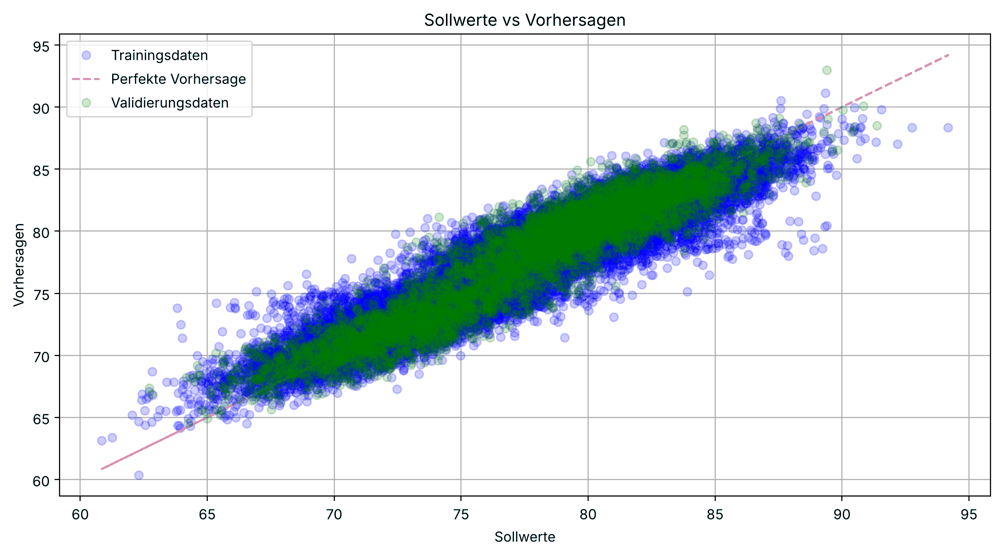 Sollwerte vs Vorhersagen
Trainingsdaten
Perfekte Vorhersage
Validierungsdaten
95
90
85
80
75
70
65
60
Vorhersagen
60 65 70 75 80 85 90 95
Sollwerte